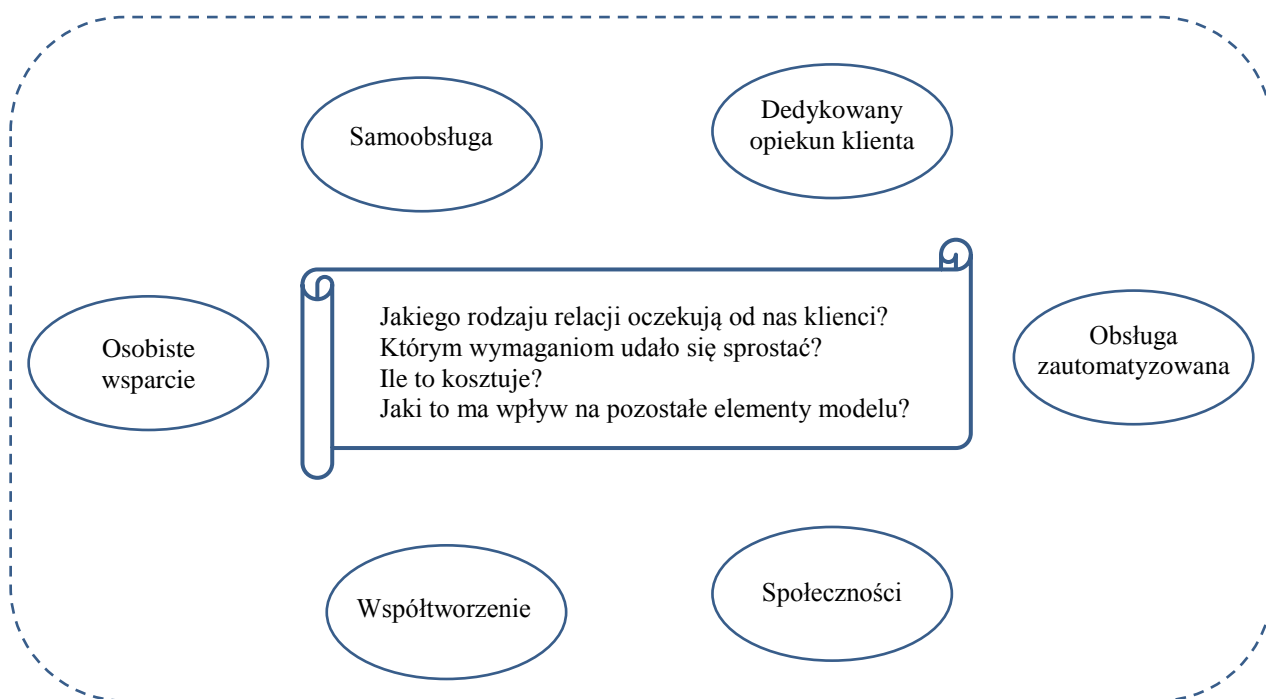 Samoobsługa
Dedykowany
opiekun klienta
Osobiste
wsparcie
Jakiego rodzaju relacji oczekują od nas klienci?
Którym wymaganiom udało się sprostać?
Ile to kosztuje?
Jaki to ma wpływ na pozostałe elementy modelu?
Obsługa
zautomatyzowana
Współtworzenie
Społeczności